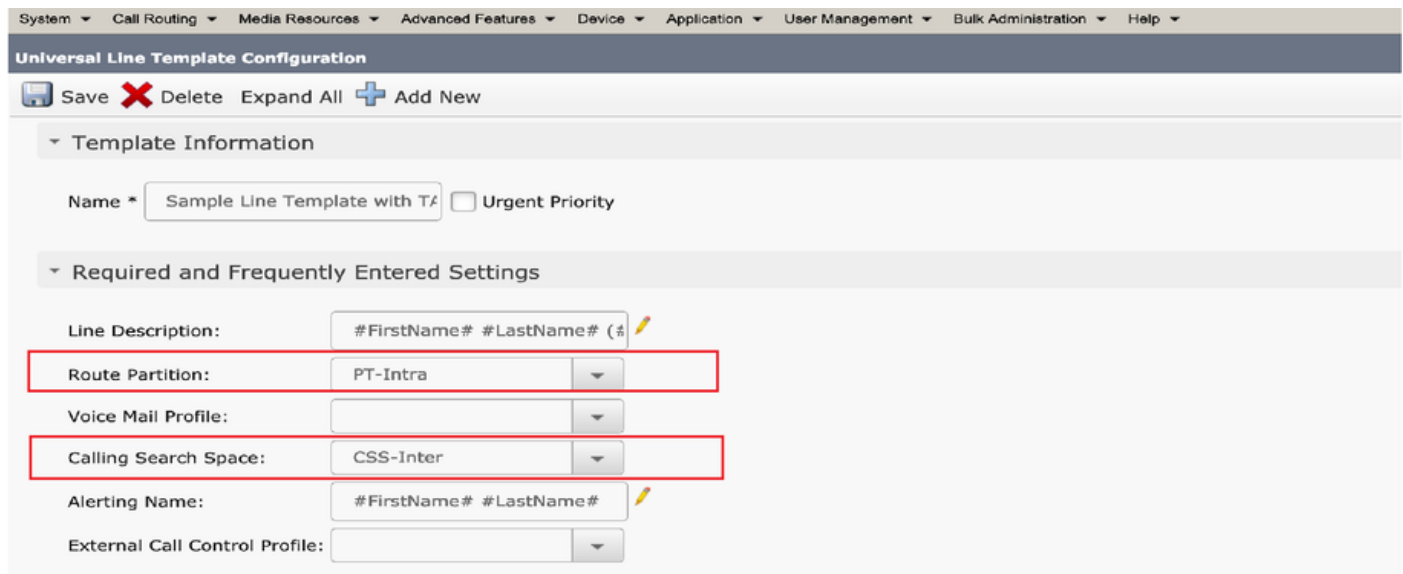 System Call Routing Media Resources Advanced Features Device Application User Management Bulk Administration Help
Universal Line Template Configuration
Save Delete Expand All Add New
Template Information
Name * Sample Line Template with TA Urgent Priority
Required and Frequently Entered Settings
Line Description: #FirstName# #LastName# (#
Route Partition: PT-Intra
Voice Mail Profile:
Calling Search Space: CSS-Inter
Alerting Name: #FirstName# #LastName#
External Call Control Profile: